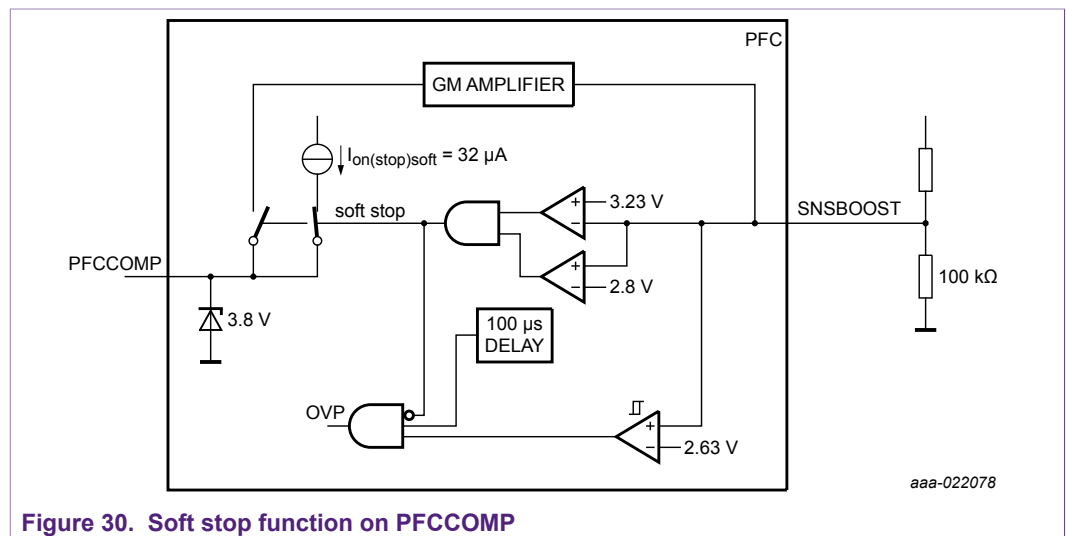 PFC
GM AMPLIFIER
Ion(stop)soft = 32 µA
soft stop
3.23 V
SNSBOOST
PFCCOMP
2.8 V
100 kΩ
3.8 V
100 µs
DELAY
OVP
2.63 V
aaa-022078
Figure 30. Soft stop function on PFCCOMP